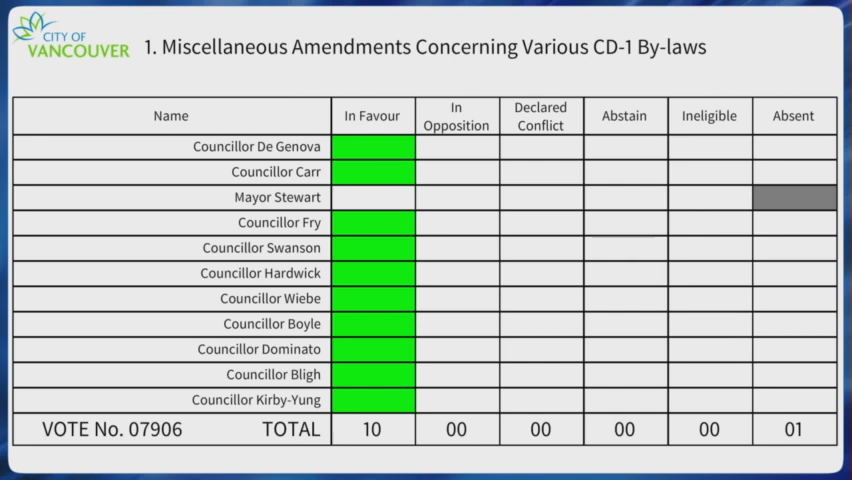 CITY OF
VANCOUVER
1. Miscellaneous Amendments Concerning Various CD-1 By-laws
Name In Favour In Opposition Declared Conflict Abstain Ineligible Absent
Councillor De Genova
Councillor Carr
Mayor Stewart
Councillor Fry
Councillor Swanson
Councillor Hardwick
Councillor Wiebe
Councillor Boyle
Councillor Dominato
Councillor Bligh
Councillor Kirby-Yung
VOTE No. 07906 TOTAL 10 00 00 00 00 01